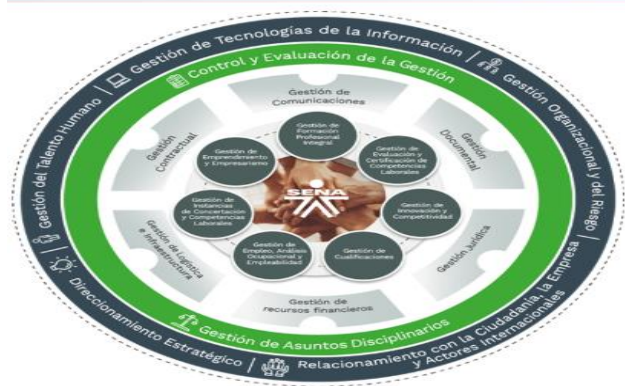 Gestión de Tecnologías de la Información
Gestión Organizacional y del Riesgo
Relacionamiento con la Ciudadanía, la Empresa
y Actores Internacionales
Direccionamiento Estratégico
Gestión del Talento Humano
Control y Evaluación de la Gestión
Gestión de Asuntos Disciplinarios
Gestión de
Comunicaciones
Gestión
Documental
Gestión Jurídica
Gestión de
recursos financieros
Gestión de Logística
e Infraestructura
Gestión
Contractual
Gestión de
Formación
Profesional
Integral
Gestión de
Evaluación y
Certificación de
Competencias
Laborales
Gestión de
Innovación y
Competitividad
Gestión de
Cualificaciones
Gestión de
Empleo, Análisis
Ocupacional y
Empleabilidad
Gestión de
Instancias
de Concertación
y Competencias
Laborales
Gestión de
Emprendimiento
y Empresarismo
SENA